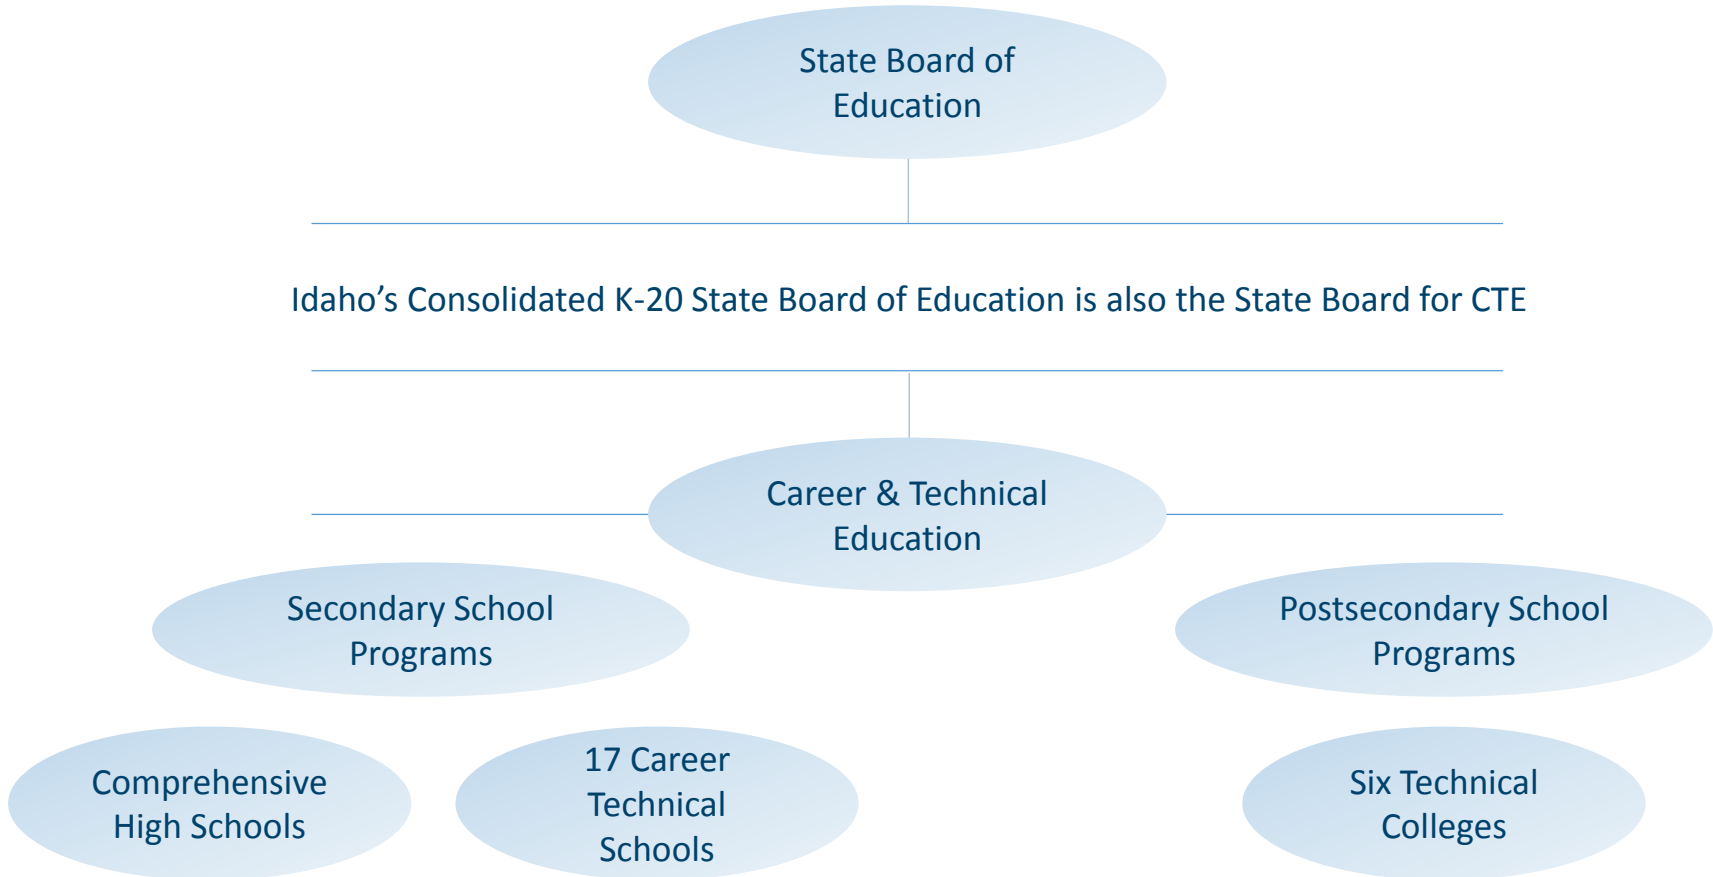 State Board of
Education
Idaho’s Consolidated K-20 State Board of Education is also the State Board for CTE
Career & Technical
Education
Secondary School
Programs
Postsecondary School
Programs
Comprehensive
High Schools
17 Career
Technical
Schools
Six Technical
Colleges